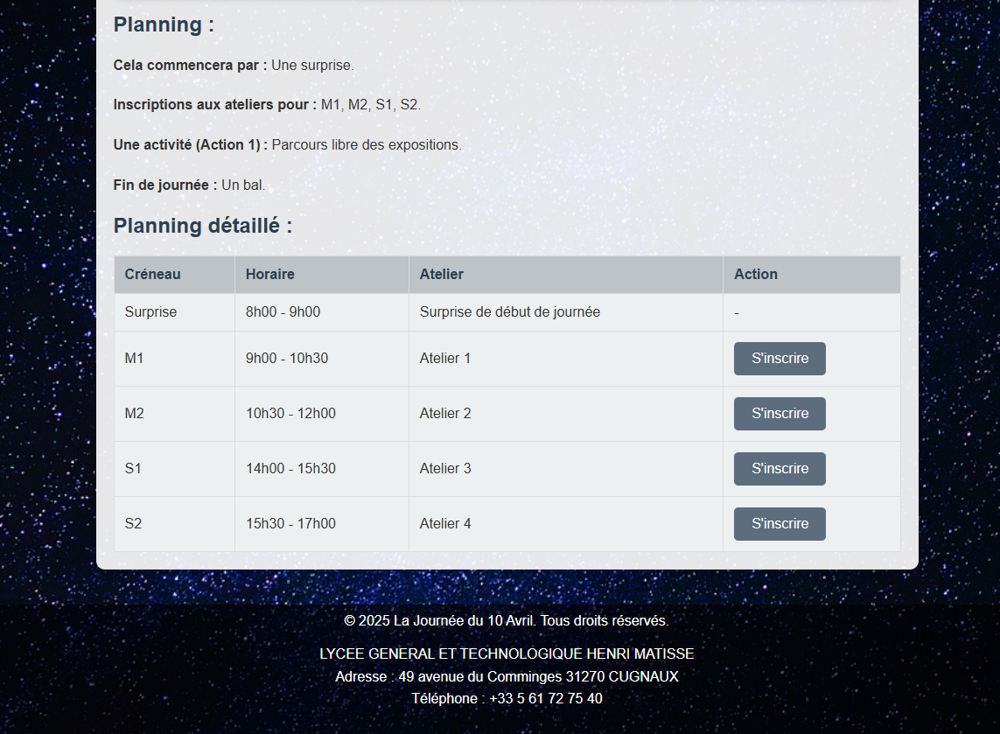 Planning :
Cela commencera par : Une surprise.
Inscriptions aux ateliers pour : M1, M2, S1, S2.
Une activité (Action 1) : Parcours libre des expositions.
Fin de journée : Un bal.
Planning détaillé :
Créneau Horaire Atelier Action
Surprise 8h00 - 9h00 Surprise de début de journée -
M1 9h00 - 10h30 Atelier 1 S'inscrire
M2 10h30 - 12h00 Atelier 2 S'inscrire
S1 14h00 - 15h30 Atelier 3 S'inscrire
S2 15h30 - 17h00 Atelier 4 S'inscrire
© 2025 La Journée du 10 Avril. Tous droits réservés.
LYCEE GENERAL ET TECHNOLOGIQUE HENRI MATISSE
Adresse : 49 avenue du Comminges 31270 CUGNAUX
Téléphone : +33 5 61 72 75 40